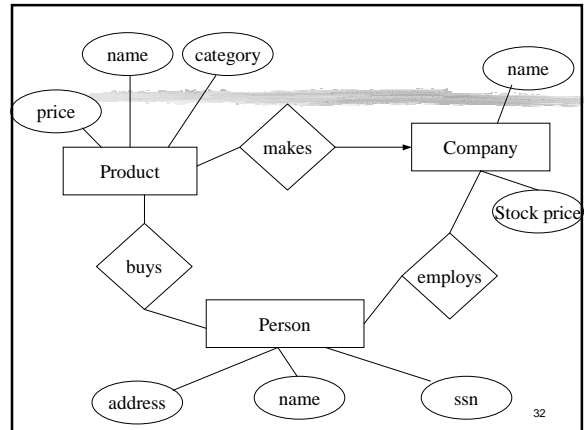 name
category
name
price
makes
Company
Product
Stock price
buys
employs
Person
address
name
ssn
32